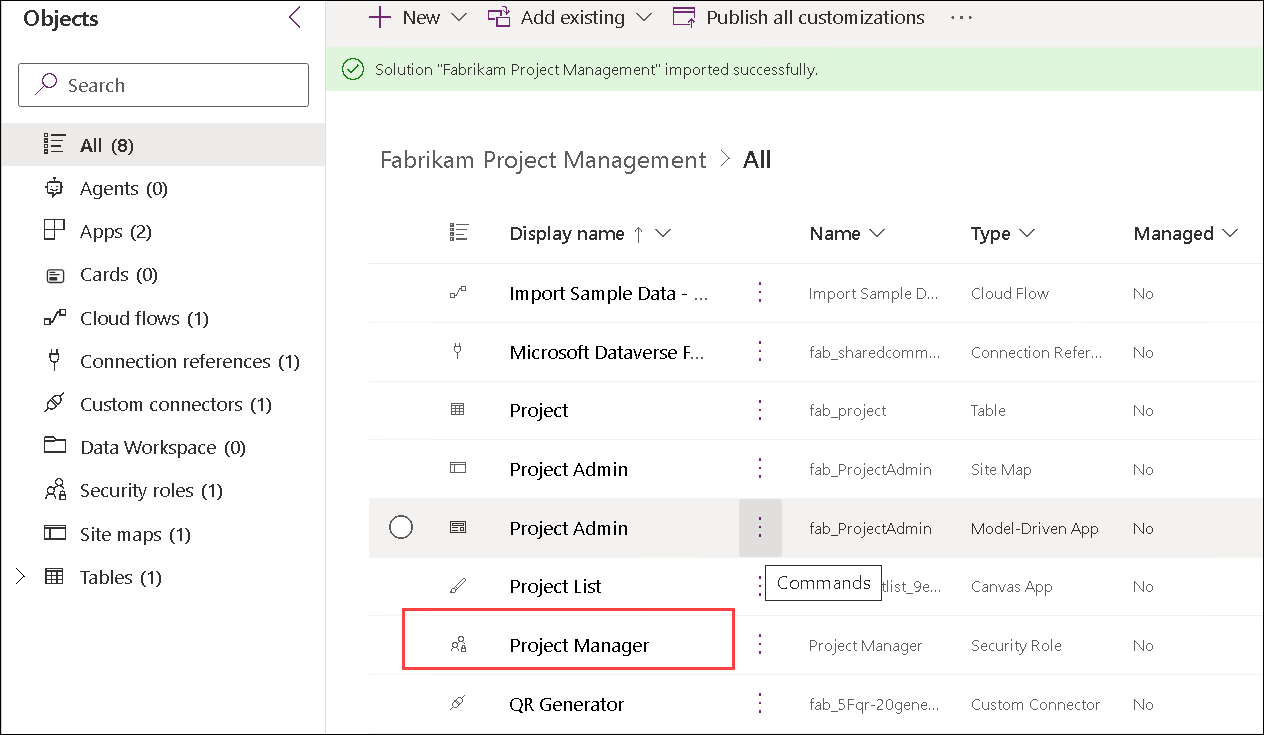 Objects
New Add existing Publish all customizations ...
Solution "Fabrikam Project Management" imported successfully.
Search
All (8)
Agents (0)
Apps (2)
Cards (0)
Cloud flows (1)
Connection references (1)
Custom connectors (1)
Data Workspace (0)
Security roles (1)
Site maps (1)
Tables (1)
Fabrikam Project Management > All
Display name ↑ Name Type Managed
Import Sample Data - ... Import Sample D... Cloud Flow No
Microsoft Dataverse F... fab_sharedcomm... Connection Refer... No
Project fab_project Table No
Project Admin fab_ProjectAdmin Site Map No
Project Admin fab_ProjectAdmin Model-Driven App No
Commands
Project List tlist_9e... Canvas App No
Project Manager Project Manager Security Role No
QR Generator fab_5Fqr-20gene... Custom Connector No